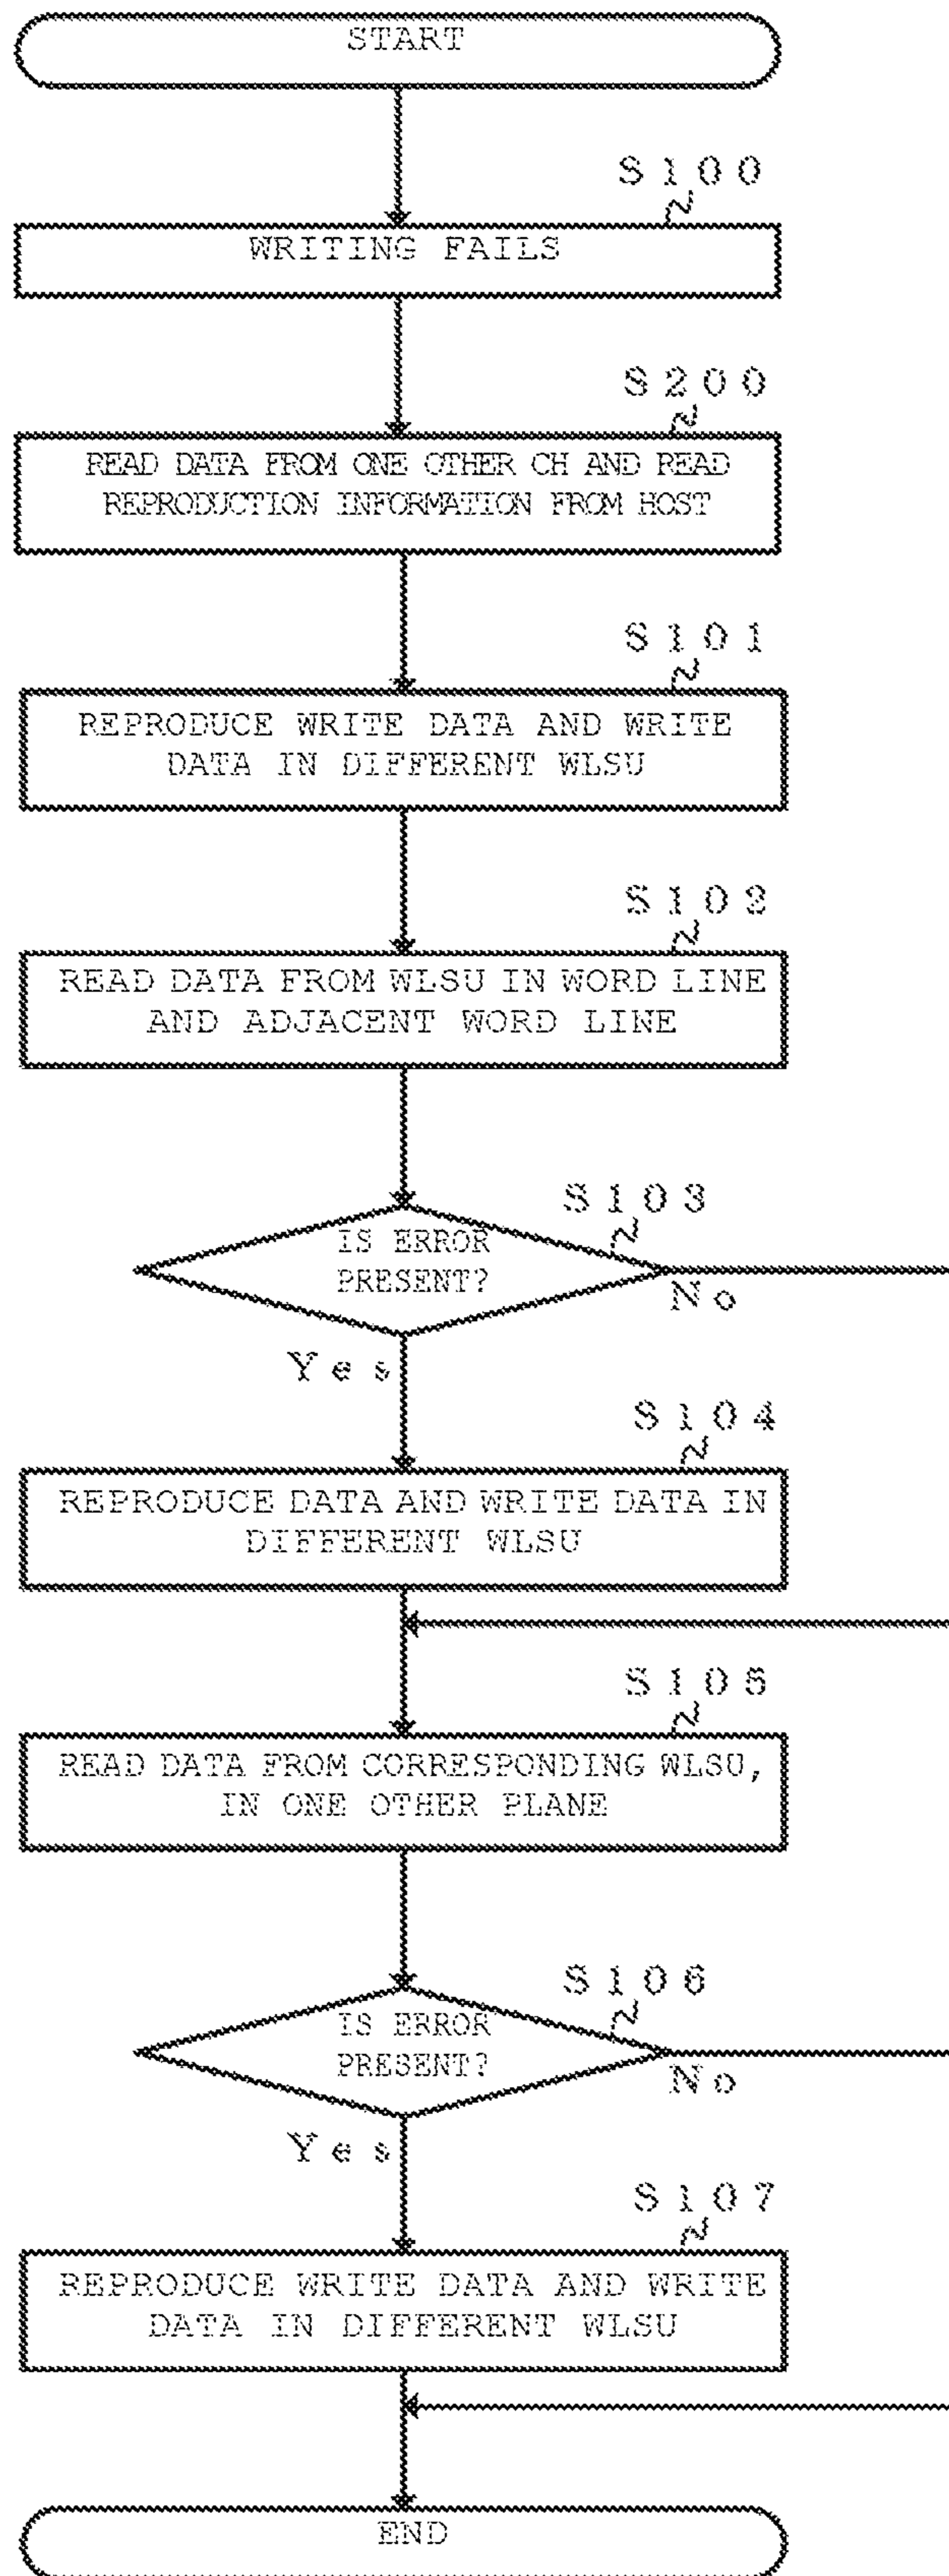 START
S100
WRITING FAILS
S200
READ DATA FROM ONE OTHER CH AND READ
REPRODUCTION INFORMATION FROM HOST
S101
REPRODUCE WRITE DATA AND WRITE
DATA IN DIFFERENT WLSU
S102
READ DATA FROM WLSU IN WORD LINE
AND ADJACENT WORD LINE
S103
IS ERROR
PRESENT?
No
Yes
S104
REPRODUCE DATA AND WRITE DATA IN
DIFFERENT WLSU
S105
READ DATA FROM CORRESPONDING WLSU,
IN ONE OTHER PLANE
S106
IS ERROR
PRESENT?
No
Yes
S107
REPRODUCE WRITE DATA AND WRITE
DATA IN DIFFERENT WLSU
END